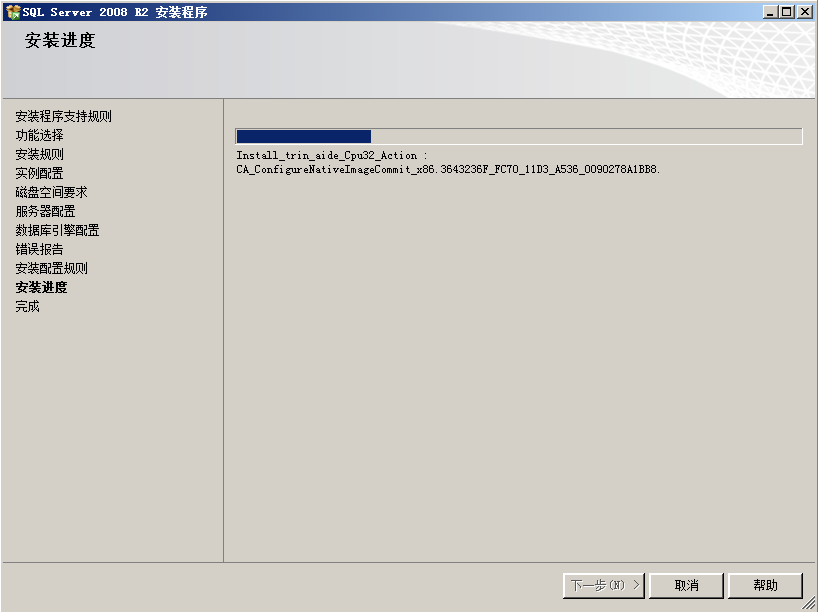 SQL Server 2008 R2 安装程序
安装进度
安装程序支持规则
功能选择
安装规则
实例配置
磁盘空间要求
服务器配置
数据库引擎配置
错误报告
安装配置规则
安装进度
完成
Install_trin_aide_Cpu32_Action :
CA_ConfigureNativeImageCommit_x86.3643236F_FC70_11D3_A536_0090278A1BB8.
下一步(N) >
取消
帮助